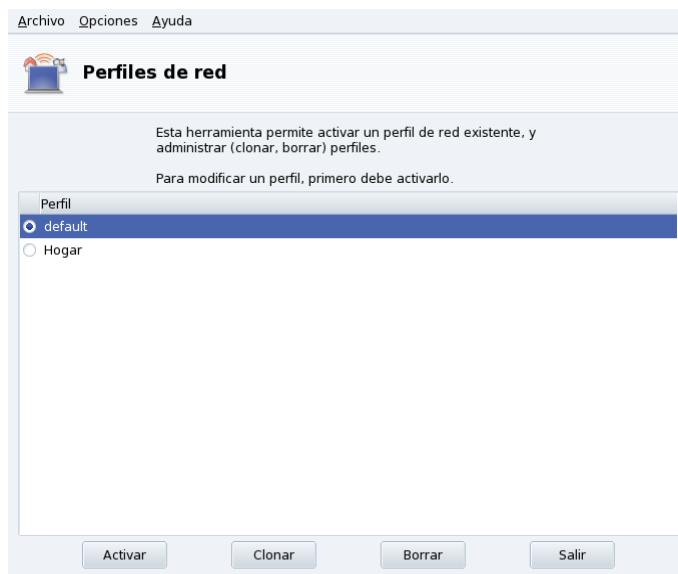 Archivo Opciones Ayuda
Perfiles de red
Esta herramienta permite activar un perfil de red existente, y
administrar (clonar, borrar) perfiles.
Para modificar un perfil, primero debe activarlo.
Perfil
default
Hogar
Activar Clonar Borrar Salir